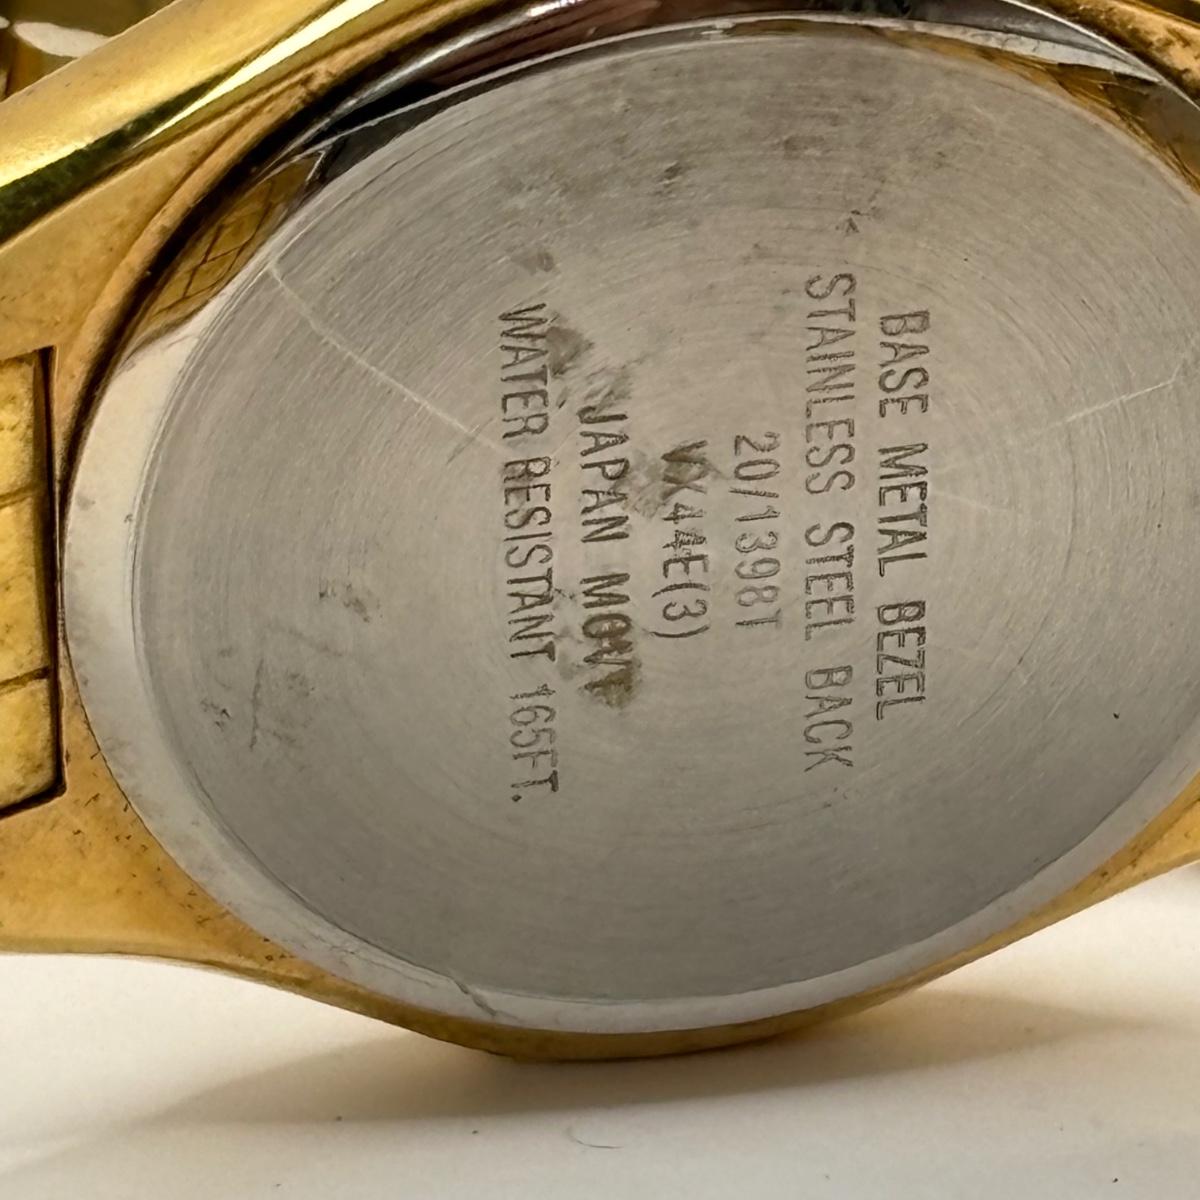 BASE METAL BEZEL
STAINLESS STEEL BACK
20/1398T
VX44E(3)
JAPAN MOVT
WATER RESISTANT 165FT.